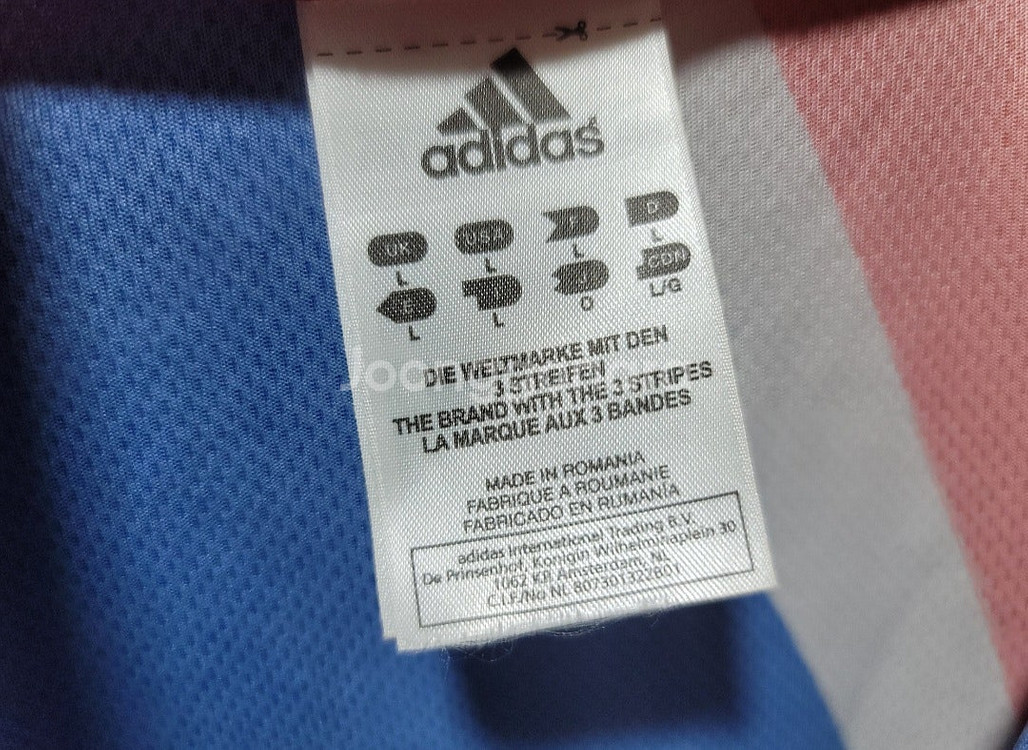 adidas
UK USA F D
L L L L
E I J CDN
L L O L/G
DIE WELTMARKE MIT DEN
3 STREIFEN
THE BRAND WITH THE 3 STRIPES
LA MARQUE AUX 3 BANDES
MADE IN ROMANIA
FABRIQUE A ROUMANIE
FABRICADO EN RUMANIA
adidas International Trading B.V.
De Prinsenhof, Konigin Wilhelminaplein 30
1062 KR Amsterdam, NL
C.I.F./No NL 807301322B01